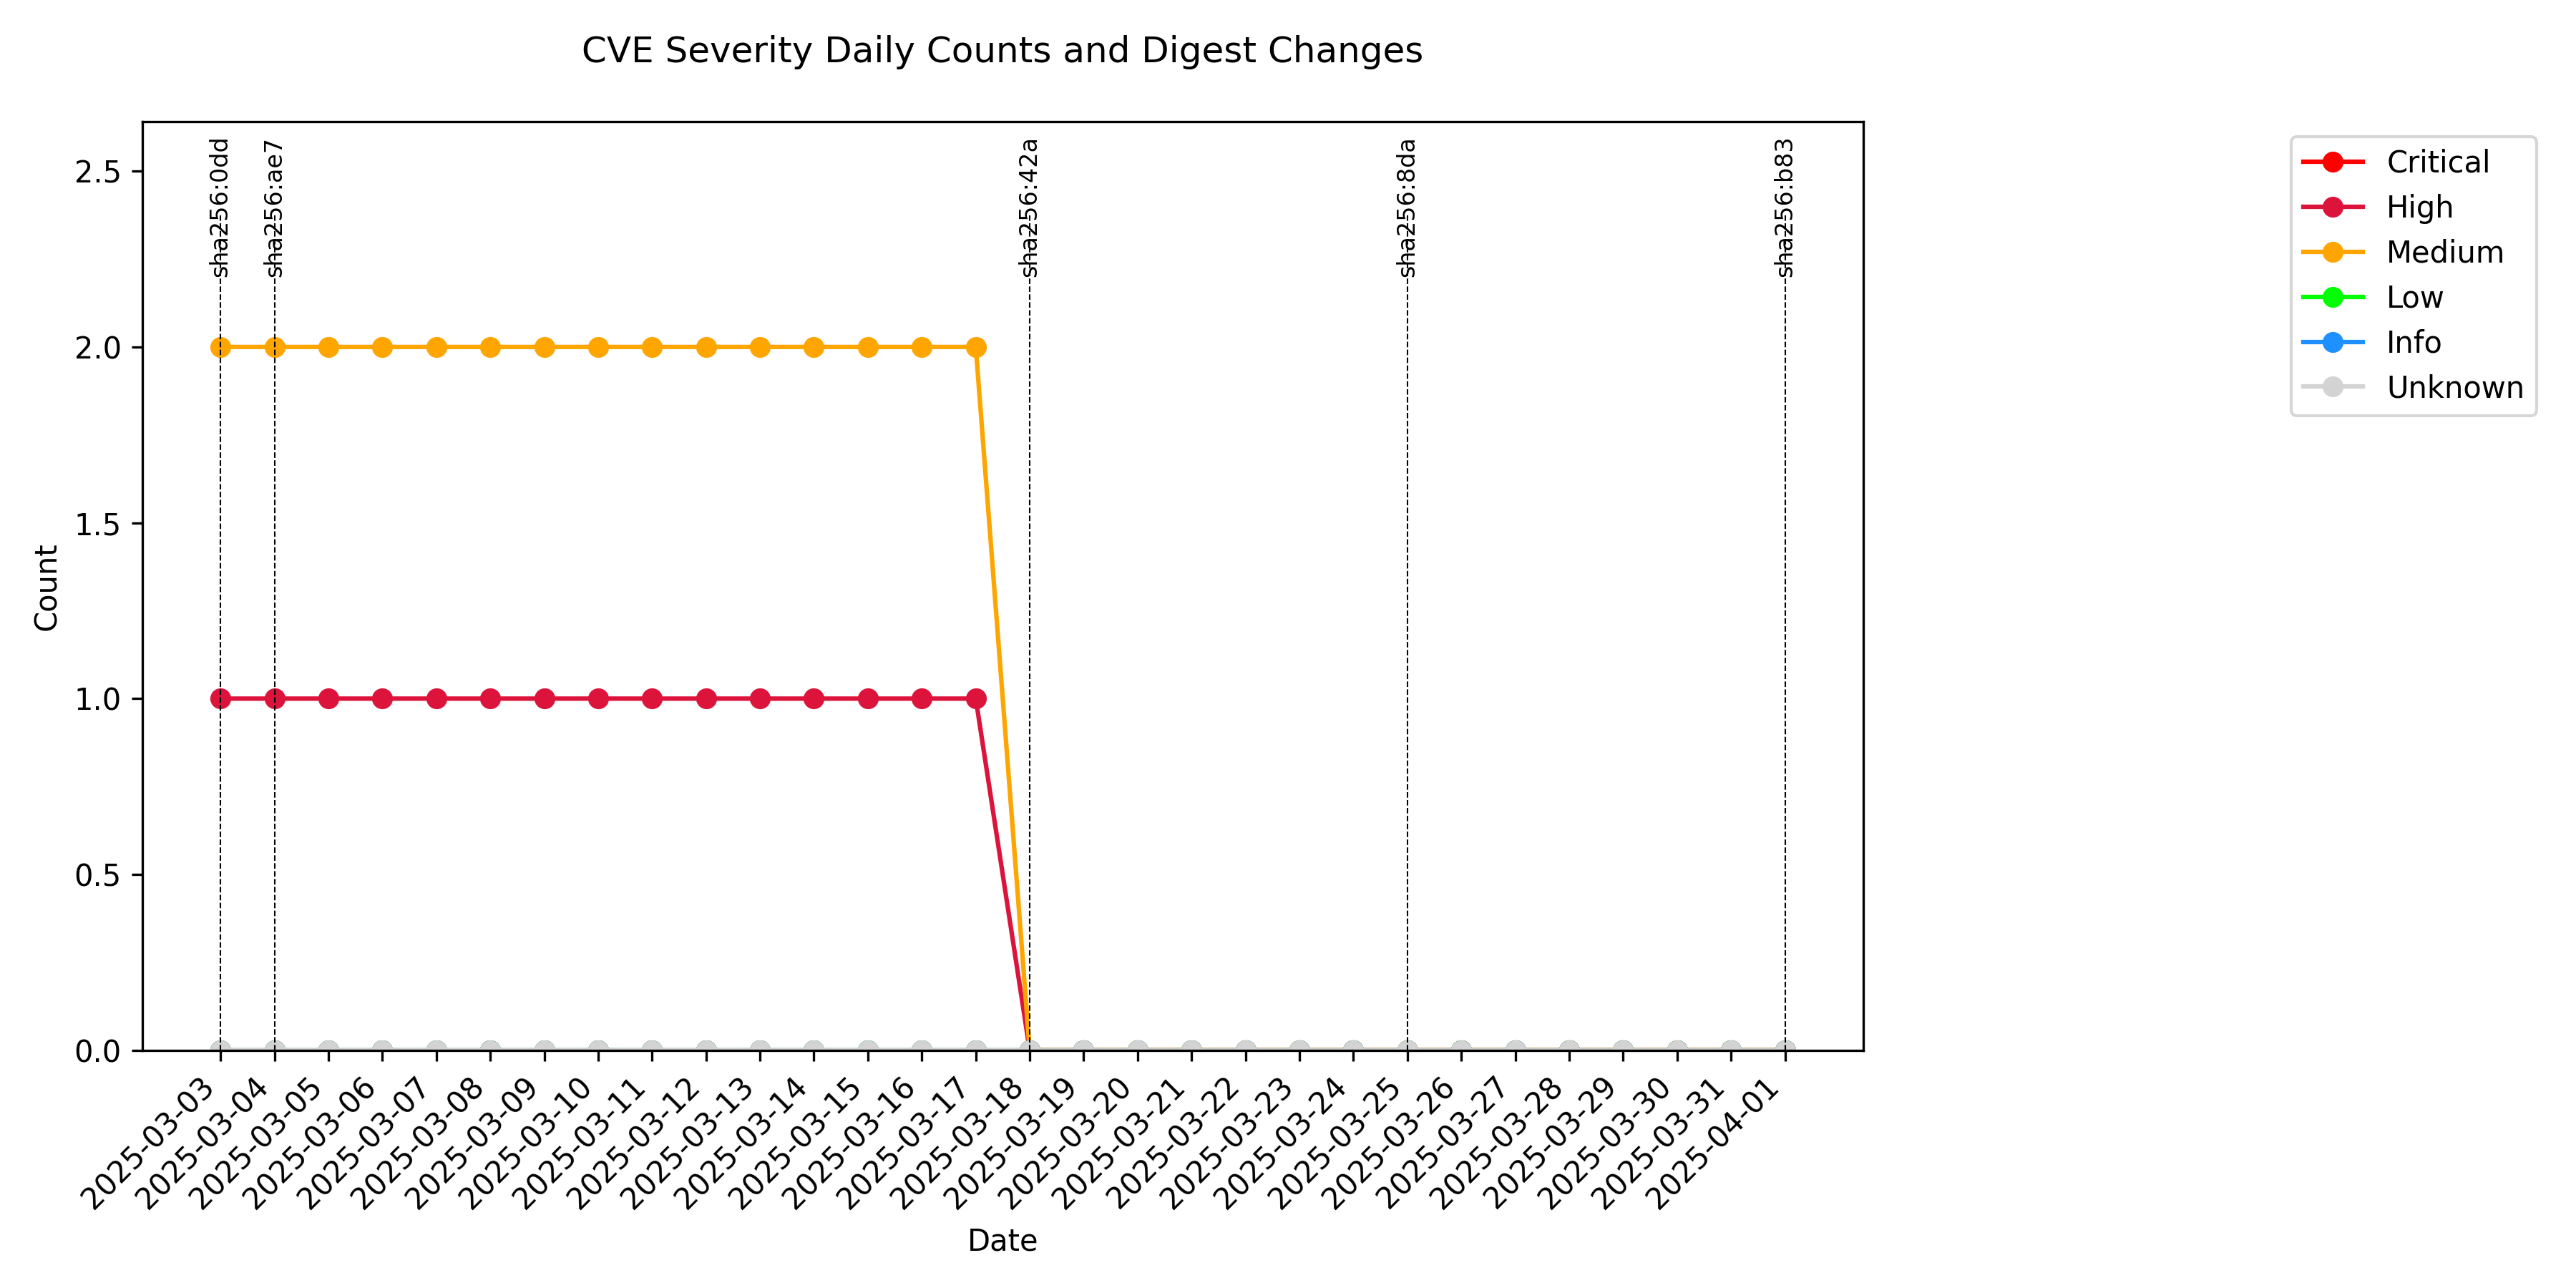 CVE Severity Daily Counts and Digest Changes
sha256:0dd
sha256:ae7
sha256:42a
sha256:8da
sha256:b83
Critical
High
Medium
Low
Info
Unknown
2.5
2.0
1.5
1.0
0.5
0.0
Count
2025-03-03
2025-03-04
2025-03-05
2025-03-06
2025-03-07
2025-03-08
2025-03-09
2025-03-10
2025-03-11
2025-03-12
2025-03-13
2025-03-14
2025-03-15
2025-03-16
2025-03-17
2025-03-18
2025-03-19
2025-03-20
2025-03-21
2025-03-22
2025-03-23
2025-03-24
2025-03-25
2025-03-26
2025-03-27
2025-03-28
2025-03-29
2025-03-30
2025-03-31
2025-04-01
Date